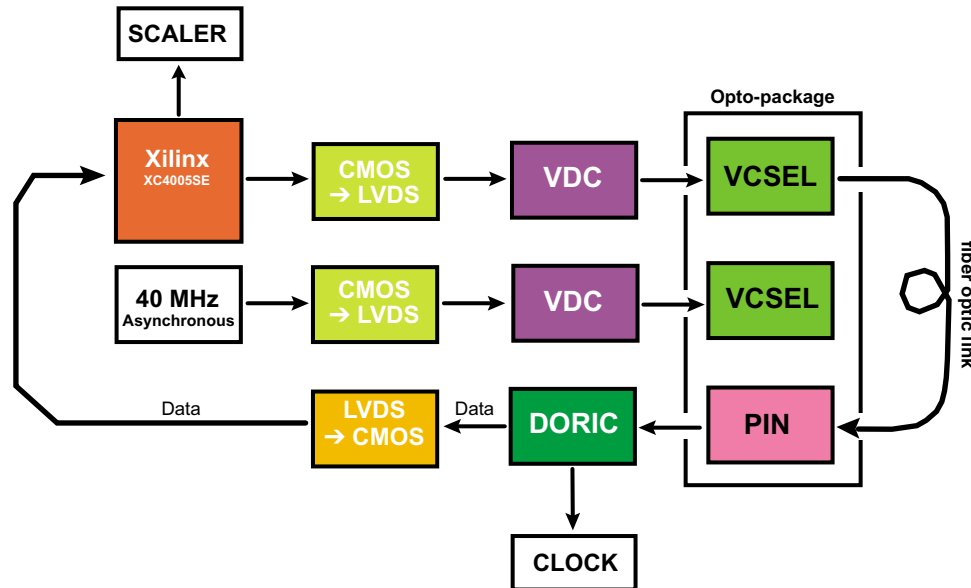 SCALER
Opto-package
Xilinx
XC4005SE
CMOS
→ LVDS
VDC
VCSEL
40 MHz
Asynchronous
CMOS
→ LVDS
VDC
VCSEL
fiber optic link
Data
LVDS
→ CMOS
Data
DORIC
PIN
CLOCK